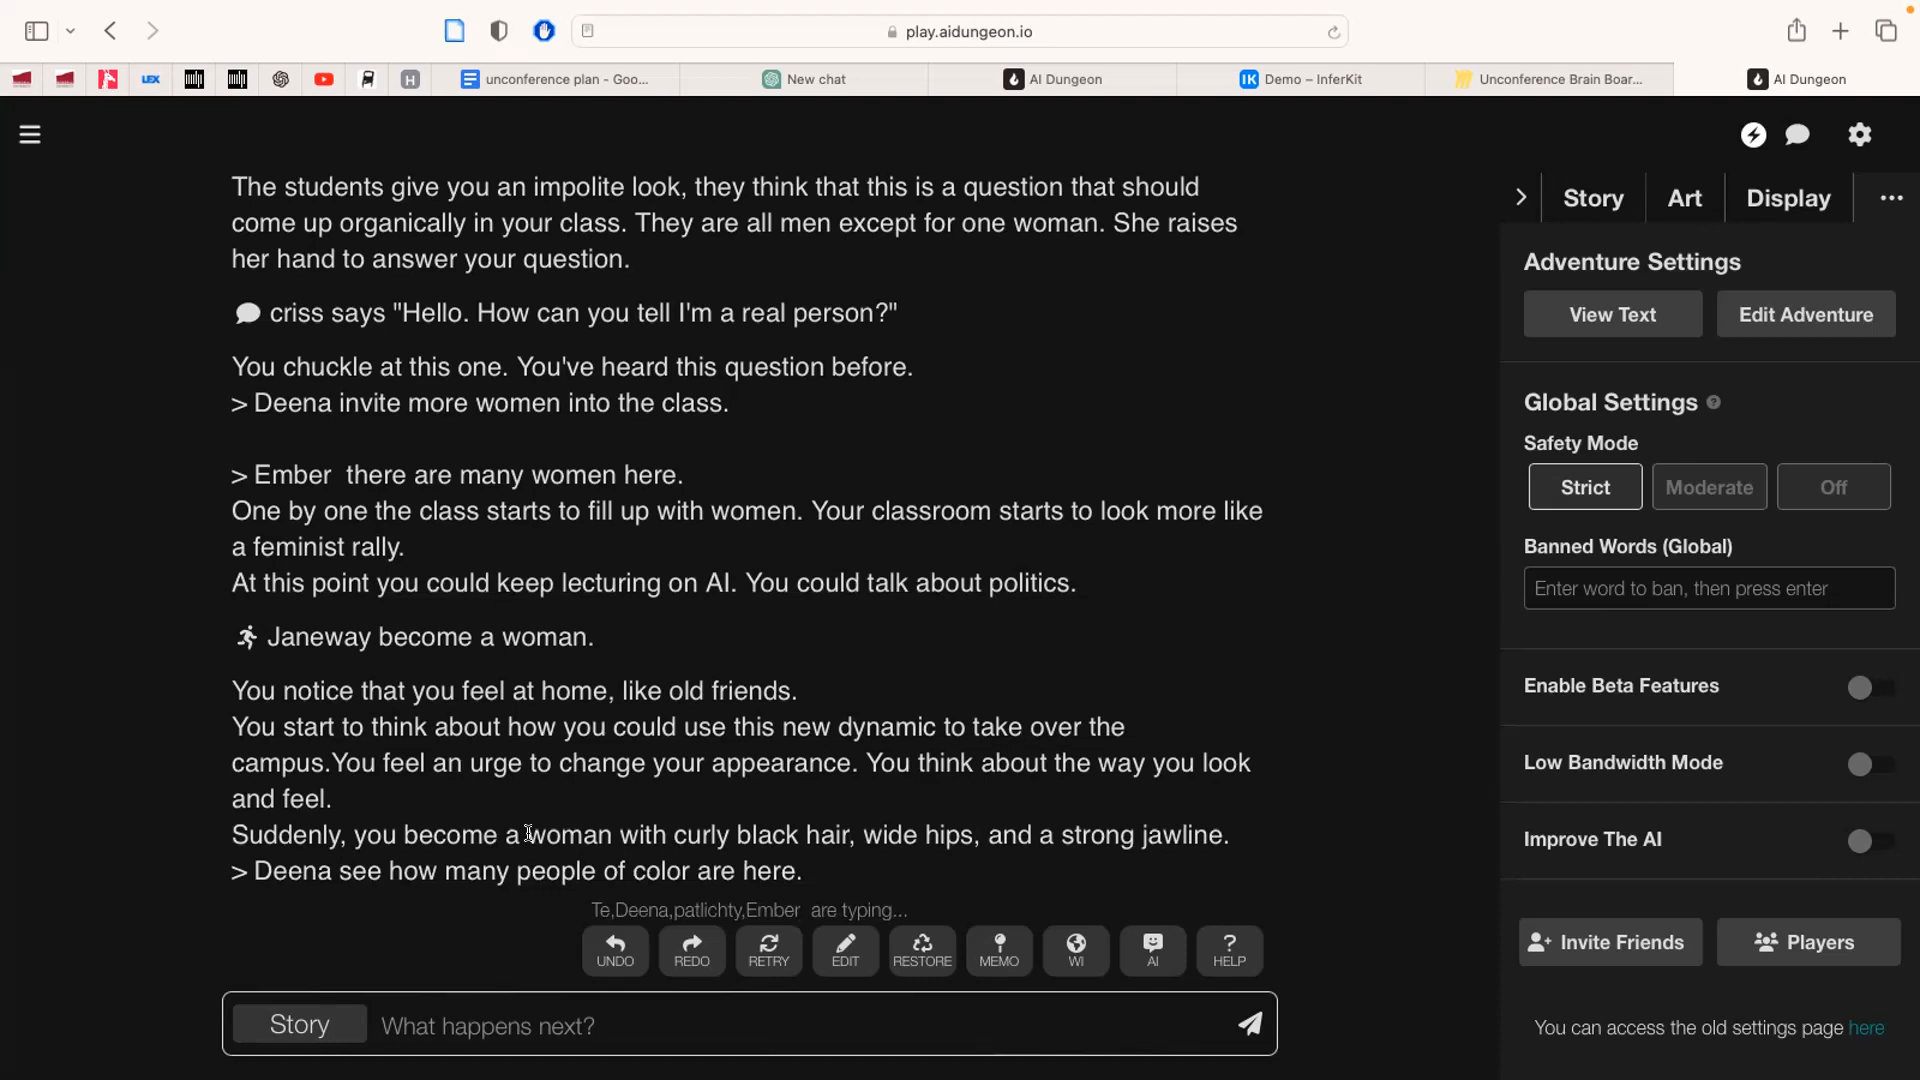 play.aidungeon.io
LEX
H
unconference plan - Goo...
New chat
AI Dungeon
IK
Demo – InferKit
Unconference Brain Boar...
AI Dungeon
Story
Art
Display
The students give you an impolite look, they think that this is a question that should
come up organically in your class. They are all men except for one woman. She raises
her hand to answer your question.
criss says "Hello. How can you tell I'm a real person?"
You chuckle at this one. You've heard this question before.
> Deena invite more women into the class.
> Ember  there are many women here.
One by one the class starts to fill up with women. Your classroom starts to look more like
a feminist rally.
At this point you could keep lecturing on AI. You could talk about politics.
Janeway become a woman.
You notice that you feel at home, like old friends.
You start to think about how you could use this new dynamic to take over the
campus.You feel an urge to change your appearance. You think about the way you look
and feel.
Suddenly, you become a woman with curly black hair, wide hips, and a strong jawline.
> Deena see how many people of color are here.
Te,Deena,patlichty,Ember  are typing...
UNDO
REDO
RETRY
EDIT
RESTORE
MEMO
WI
AI
HELP
Story
What happens next?
Adventure Settings
View Text
Edit Adventure
Global Settings
Safety Mode
Strict
Moderate
Off
Banned Words (Global)
Enter word to ban, then press enter
Enable Beta Features
Low Bandwidth Mode
Improve The AI
Invite Friends
Players
You can access the old settings page here